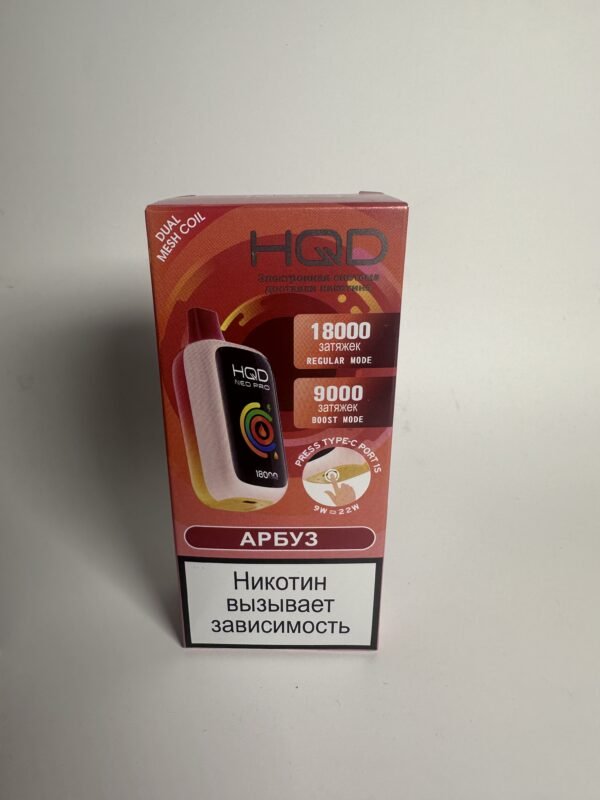 DUAL
MESH COIL
HQD
Электронная система
доставки никотина
18000
затяжек
REGULAR MODE
9000
затяжек
BOOST MODE
HQD
NEO PRO
18000
PRESS TYPE-C PORT 1S
9W⇌22W
АРБУЗ
Никотин
вызывает
зависимость